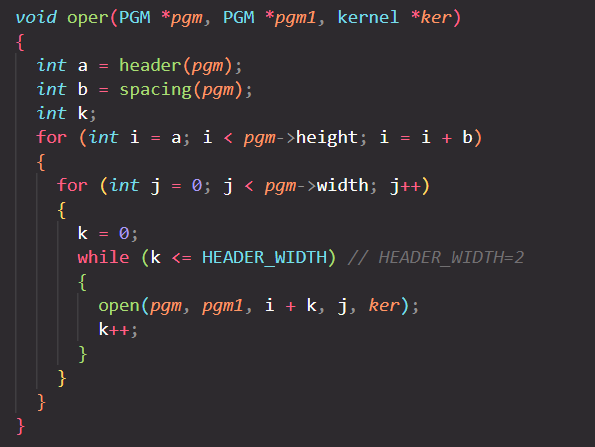 void oper(PGM *pgm, PGM *pgm1, kernel *ker)
{
int a = header(pgm);
int b = spacing(pgm);
int k;
for (int i = a; i < pgm->height; i = i + b)
{
for (int j = 0; j < pgm->width; j++)
{
k = 0;
while (k <= HEADER_WIDTH) // HEADER_WIDTH=2
{
open(pgm, pgm1, i + k, j, ker);
k++;
}
}
}
}